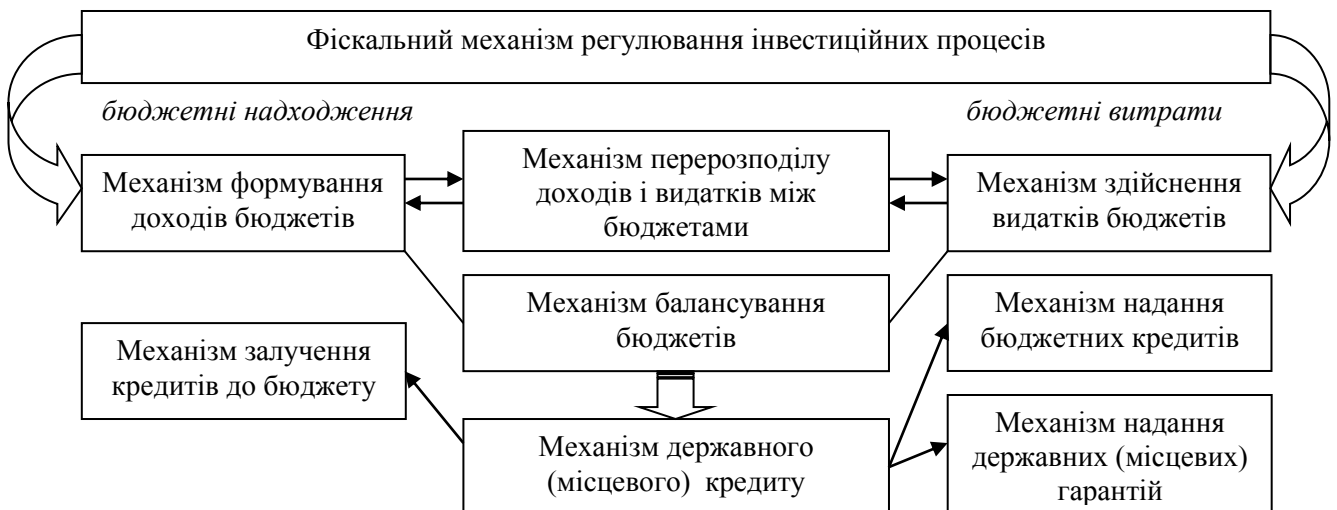 Фіскальний механізм регулювання інвестиційних процесів
бюджетні надходження
бюджетні витрати
Механізм формування
доходів бюджетів
Механізм перерозподілу
доходів і видатків між
бюджетами
Механізм здійснення
видатків бюджетів
Механізм балансування
бюджетів
Механізм надання
бюджетних кредитів
Механізм залучення
кредитів до бюджету
Механізм державного
(місцевого) кредиту
Механізм надання
державних (місцевих)
гарантій